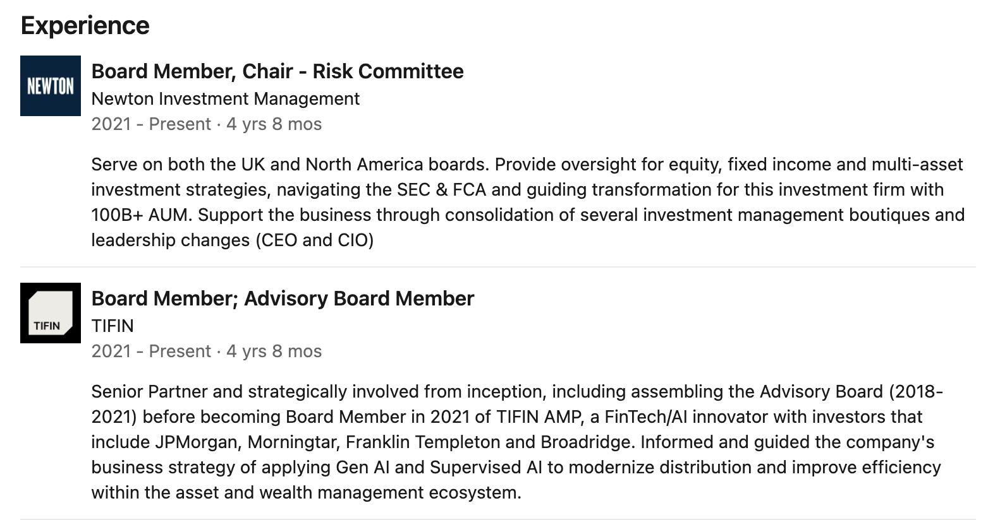 Experience
NEWTON
Board Member, Chair - Risk Committee
Newton Investment Management
2021 - Present · 4 yrs 8 mos
Serve on both the UK and North America boards. Provide oversight for equity, fixed income and multi-asset
investment strategies, navigating the SEC & FCA and guiding transformation for this investment firm with
100B+ AUM. Support the business through consolidation of several investment management boutiques and
leadership changes (CEO and CIO)
TIFIN
Board Member; Advisory Board Member
TIFIN
2021 - Present · 4 yrs 8 mos
Senior Partner and strategically involved from inception, including assembling the Advisory Board (2018-
2021) before becoming Board Member in 2021 of TIFIN AMP, a FinTech/AI innovator with investors that
include JPMorgan, Morningtar, Franklin Templeton and Broadridge. Informed and guided the company's
business strategy of applying Gen AI and Supervised AI to modernize distribution and improve efficiency
within the asset and wealth management ecosystem.